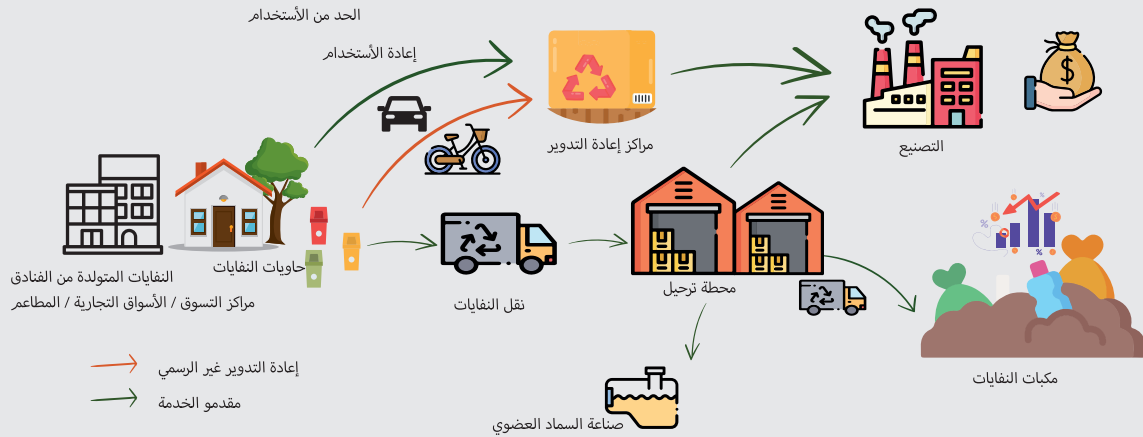 الحد من الأستخدام
إعادة الأستخدام
مراكز إعادة التدوير
التصنيع
حاويات النفايات
النفايات المتولدة من الفنادق
مراكز التسوق / الأسواق التجارية / المطاعم
نقل النفايات
محطة ترحيل
مكبات النفايات
إعادة التدوير غير الرسمي
مقدمو الخدمة
صناعة السماد العضوي
$
%
%
%